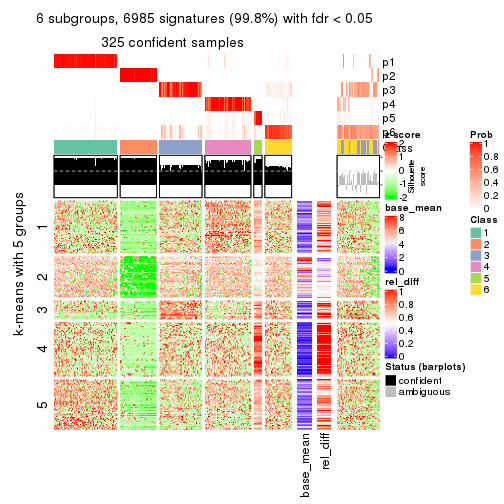 6 subgroups, 6985 signatures (99.8%) with fdr < 0.05
325 confident samples
p1
p2
p3
p4
p5
p6
Class
z-score
2
1
0
-1
-2
Silhouette
score
Prob
1
0.8
0.6
0.4
0.2
0
base_mean
8
6
4
2
0
Class
1
2
3
4
5
6
rel_diff
1
0.8
0.6
0.4
0.2
0
Status (barplots)
confident
ambiguous
k-means with 5 groups
1
2
3
4
5
base_mean
rel_diff